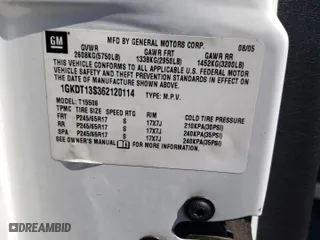 GM
MFD BY GENERAL MOTORS CORP. 08/05
GVWR GAWR FRT GAWR RR
2608KG(5750LB) 1338KG(2950LB) 1452KG(3200LB)
THIS VEHICLE CONFORMS TO ALL APPLICABLE U.S. FEDERAL MOTOR
VEHICLE SAFETY AND THEFT PREVENTION STANDARDS IN EFFECT ON THE
DATE OF MANUFACTURE SHOWN ABOVE.
1GKDT13S362120114 TYPE: M.P.V.
T15506
TPMC TIRE SIZE SPEED RTG RIM COLD TIRE PRESSURE
FRT P245/65R17 S 17X7J 210KPA(30PSI)
RR P245/65R17 S 17X7J 240KPA(35PSI)
SPA P245/65R17 S 17X7J 240KPA(35PSI)
SEE OWNER'S MANUAL FOR ADDITIONAL INFORMATION.
D DRIVE.COM